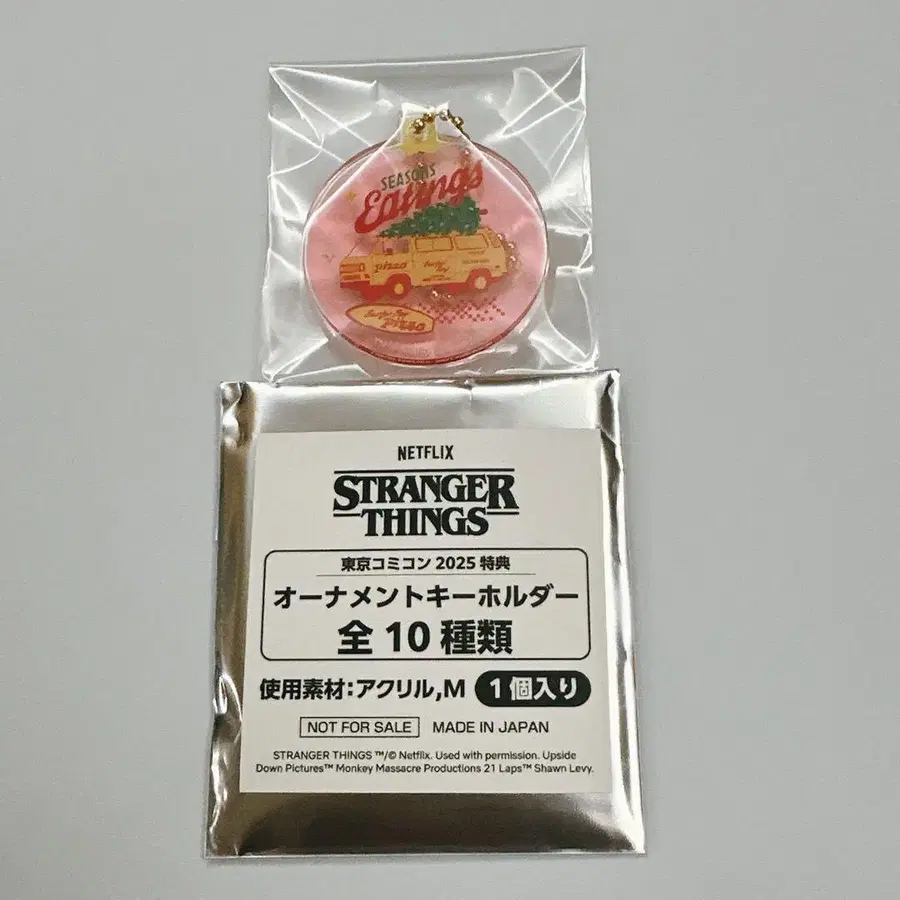 SEASONS
Eatings
pizza
Surfer Boy
Surfer Boy
Pizza
NETFLIX
STRANGER
THINGS
東京コミコン 2025 特典
オーナメントキーホルダー
全 10 種類
使用素材:アクリル,M 1個入り
NOT FOR SALE MADE IN JAPAN
STRANGER THINGS ™/© Netflix. Used with permission. Upside
Down Pictures™ Monkey Massacre Productions 21 Laps™ Shawn Levy.